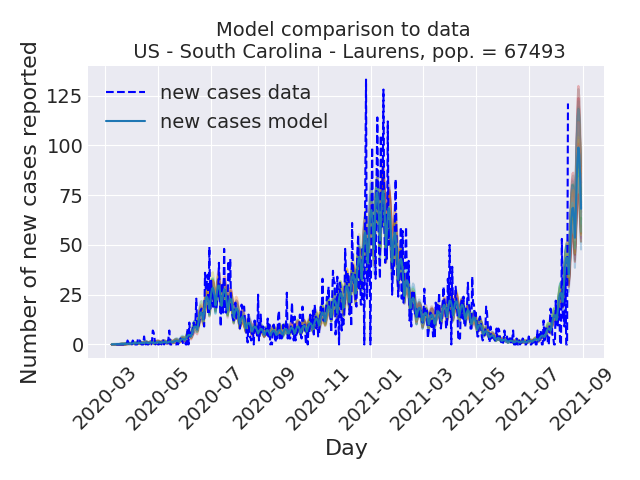 Model comparison to data
US - South Carolina - Laurens, pop. = 67493
Number of new cases reported
125
100
75
50
25
0
new cases data
new cases model
2020-03
2020-05
2020-07
2020-09
2020-11
2021-01
2021-03
2021-05
2021-07
2021-09
Day